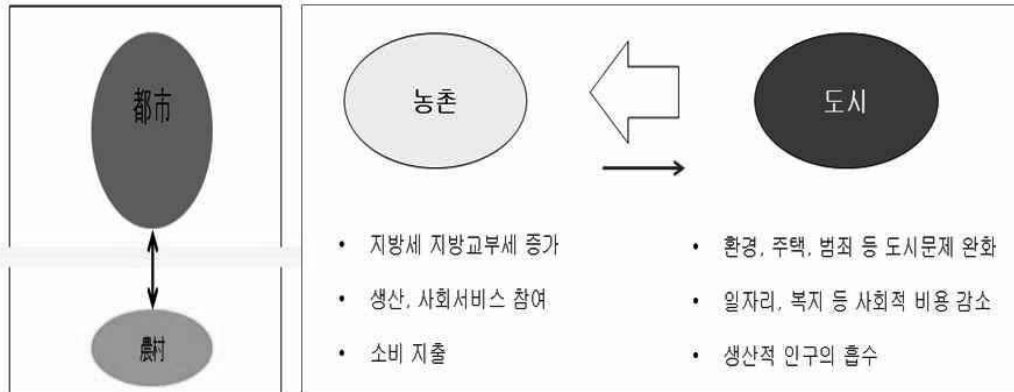 都市
農村
농촌
도시
• 지방세 지방교부세 증가
• 생산, 사회서비스 참여
• 소비 지출
• 환경, 주택, 범죄 등 도시문제 완화
• 일자리, 복지 등 사회적 비용 감소
• 생산적 인구의 흡수